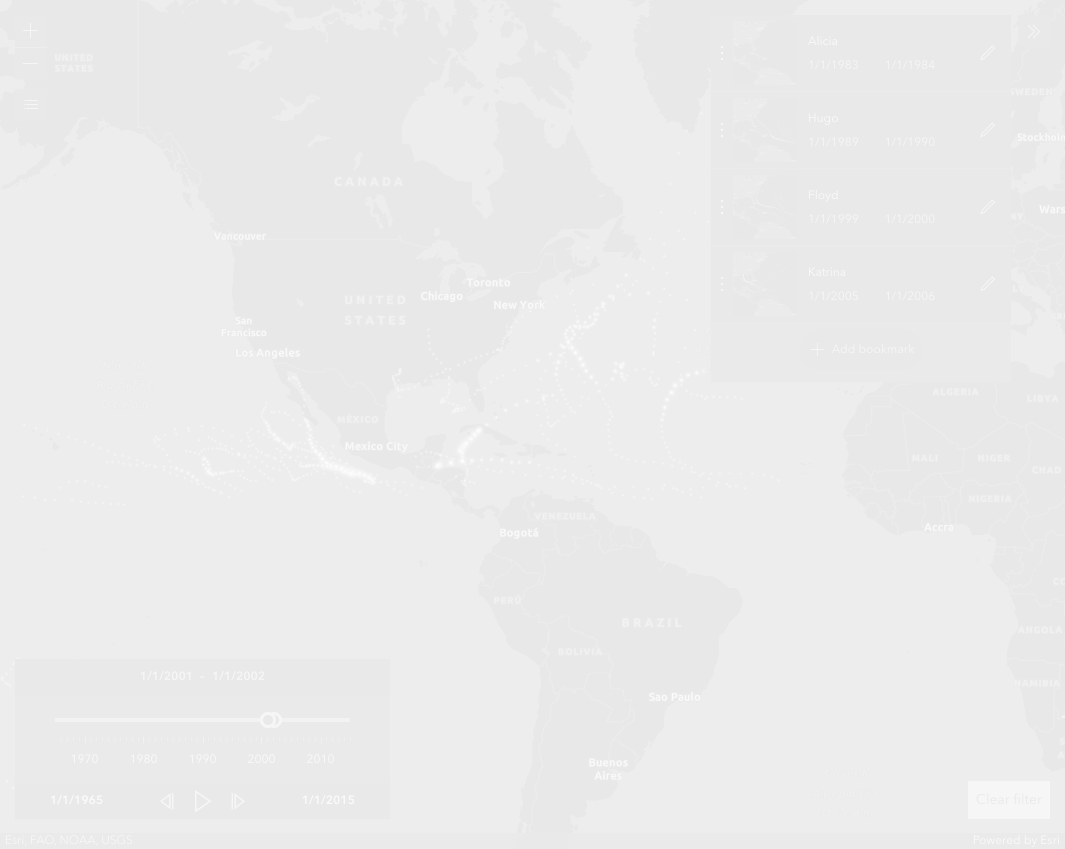 UNITED
STATES
CANADA
Vancouver
Toronto
Chicago
New York
UNITED
STATES
San
Francisco
Los Angeles
MÉXICO
Mexico City
VENEZUELA
Bogotá
PERU
BRAZIL
BOLIVIA
Sao Paulo
Buenos
Aires
Alicia
1/1/1983 1/1/1984
Hugo
1/1/1989 1/1/1990
Floyd
1/1/1999 1/1/2000
Katrina
1/1/2005 1/1/2006
Add bookmark
SWEDEN
Stockholm
ALGERIA
LIBYA
MALI
NIGER
CHAD
NIGERIA
Accra
ANGOLA
NAMIBIA
1/1/2001 - 1/1/2002
1970 1980 1990 2000 2010
1/1/1965 1/1/2015
Clear filter
Esri, FAO, NOAA, USGS
Powered by Esri